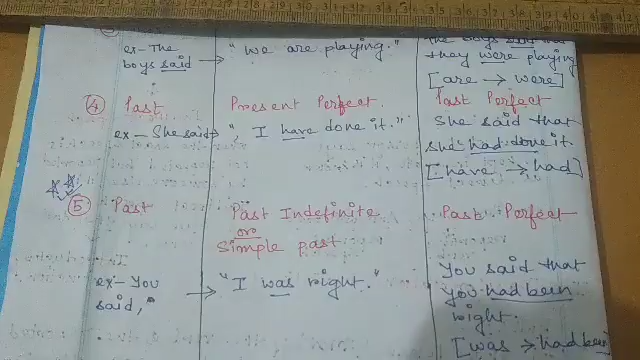 ex- The
boys said → "We are playing."
the boys said that
they were playing
[are → were]
④ Past
Present Perfect
Past Perfect
ex- She said → "I have done it."
She said that
she had done it
[have → had]
⑤ Past
Past Indefinite
or
Simple past
Past Perfect
ex- You
said, → "I was right."
You said that
you had been
right.
[was → had been]